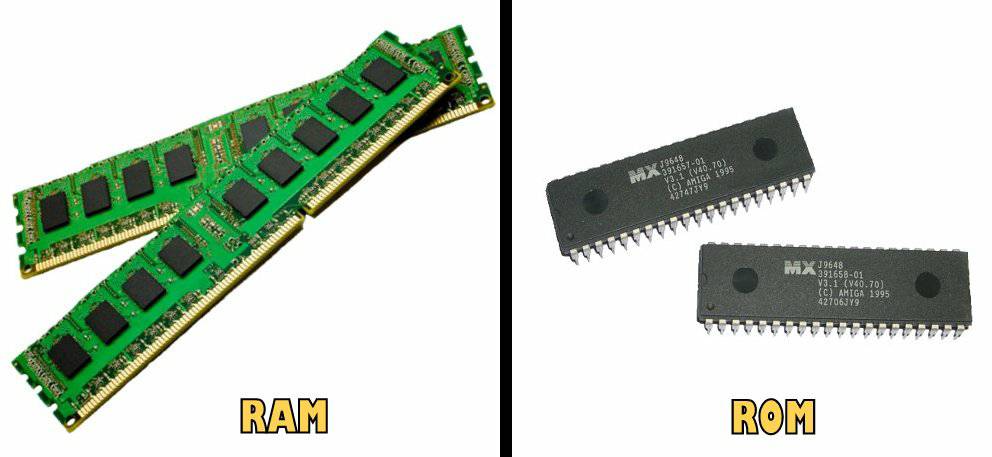 MX J9648
391657-01
V3.1 (V40.70)
(C) AMIGA 1995
42747JY9
MX J9648
391658-01
V3.1 (V40.70)
(C) AMIGA 1995
42706JY9
RAM
ROM